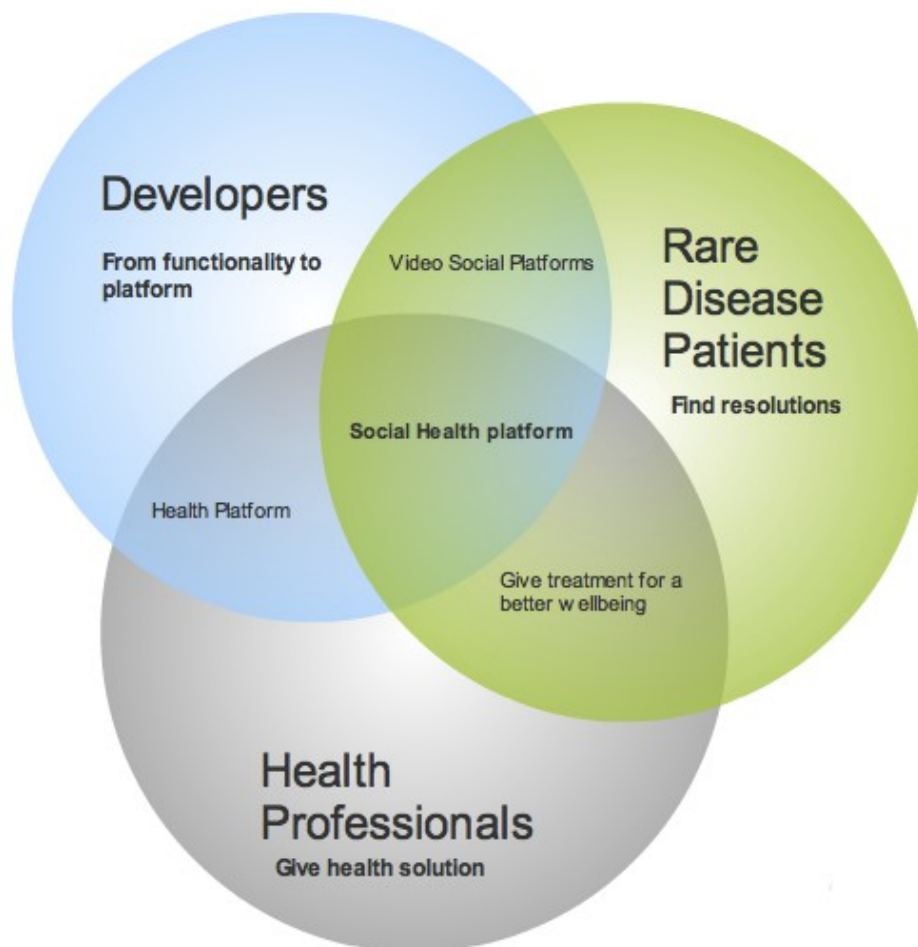 Developers
From functionality to
platform
Video Social Platforms
Rare
Disease
Patients
Find resolutions
Social Health platform
Health Platform
Give treatment for a
better wellbeing
Health
Professionals
Give health solution